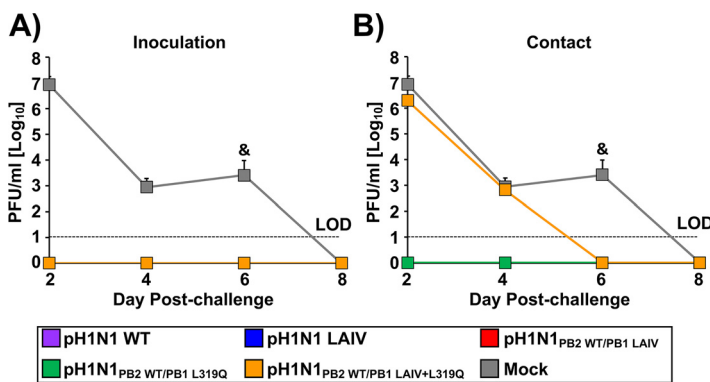 A) Inoculation
B) Contact
PFU/ml [Log10]
8
7
6
5
4
3
2
1
0
&
LOD
2 4 6 8
Day Post-challenge
PFU/ml [Log10]
8
7
6
5
4
3
2
1
0
&
LOD
2 4 6 8
Day Post-challenge
pH1N1 WT
pH1N1 LAIV
pH1N1PB2 WT/PB1 LAIV
pH1N1PB2 WT/PB1 L319Q
pH1N1PB2 WT/PB1 LAIV+L319Q
Mock